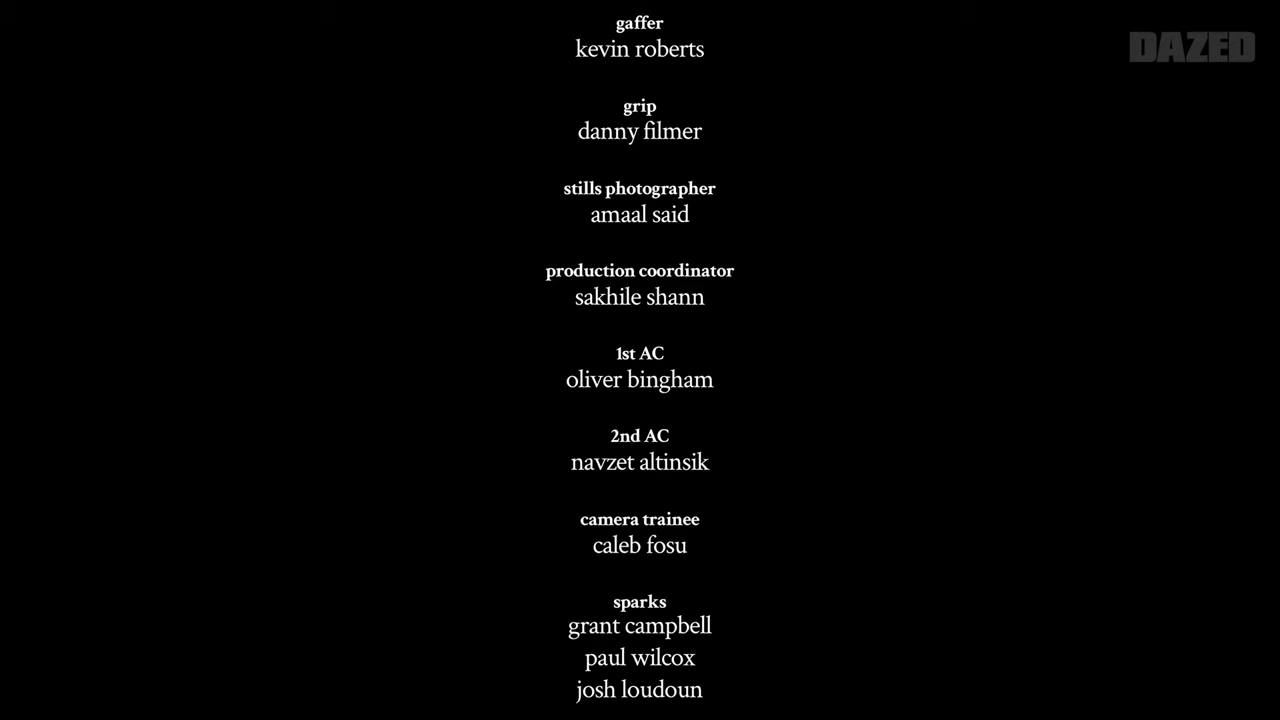 gaffer
kevin roberts
DAZED
grip
danny filmer
stills photographer
amaal said
production coordinator
sakhile shann
1st AC
oliver bingham
2nd AC
navzet altinsik
camera trainee
caleb fosu
sparks
grant campbell
paul wilcox
josh loudoun